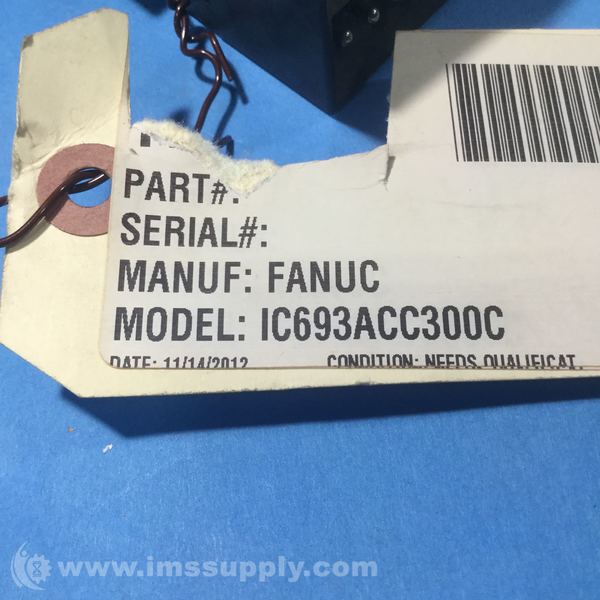 PART#:
SERIAL#:
MANUF: FANUC
MODEL: IC693ACC300C
DATE: 11/14/2012 CONDITION: NEEDS QUALIFICAT.
www.imssupply.com